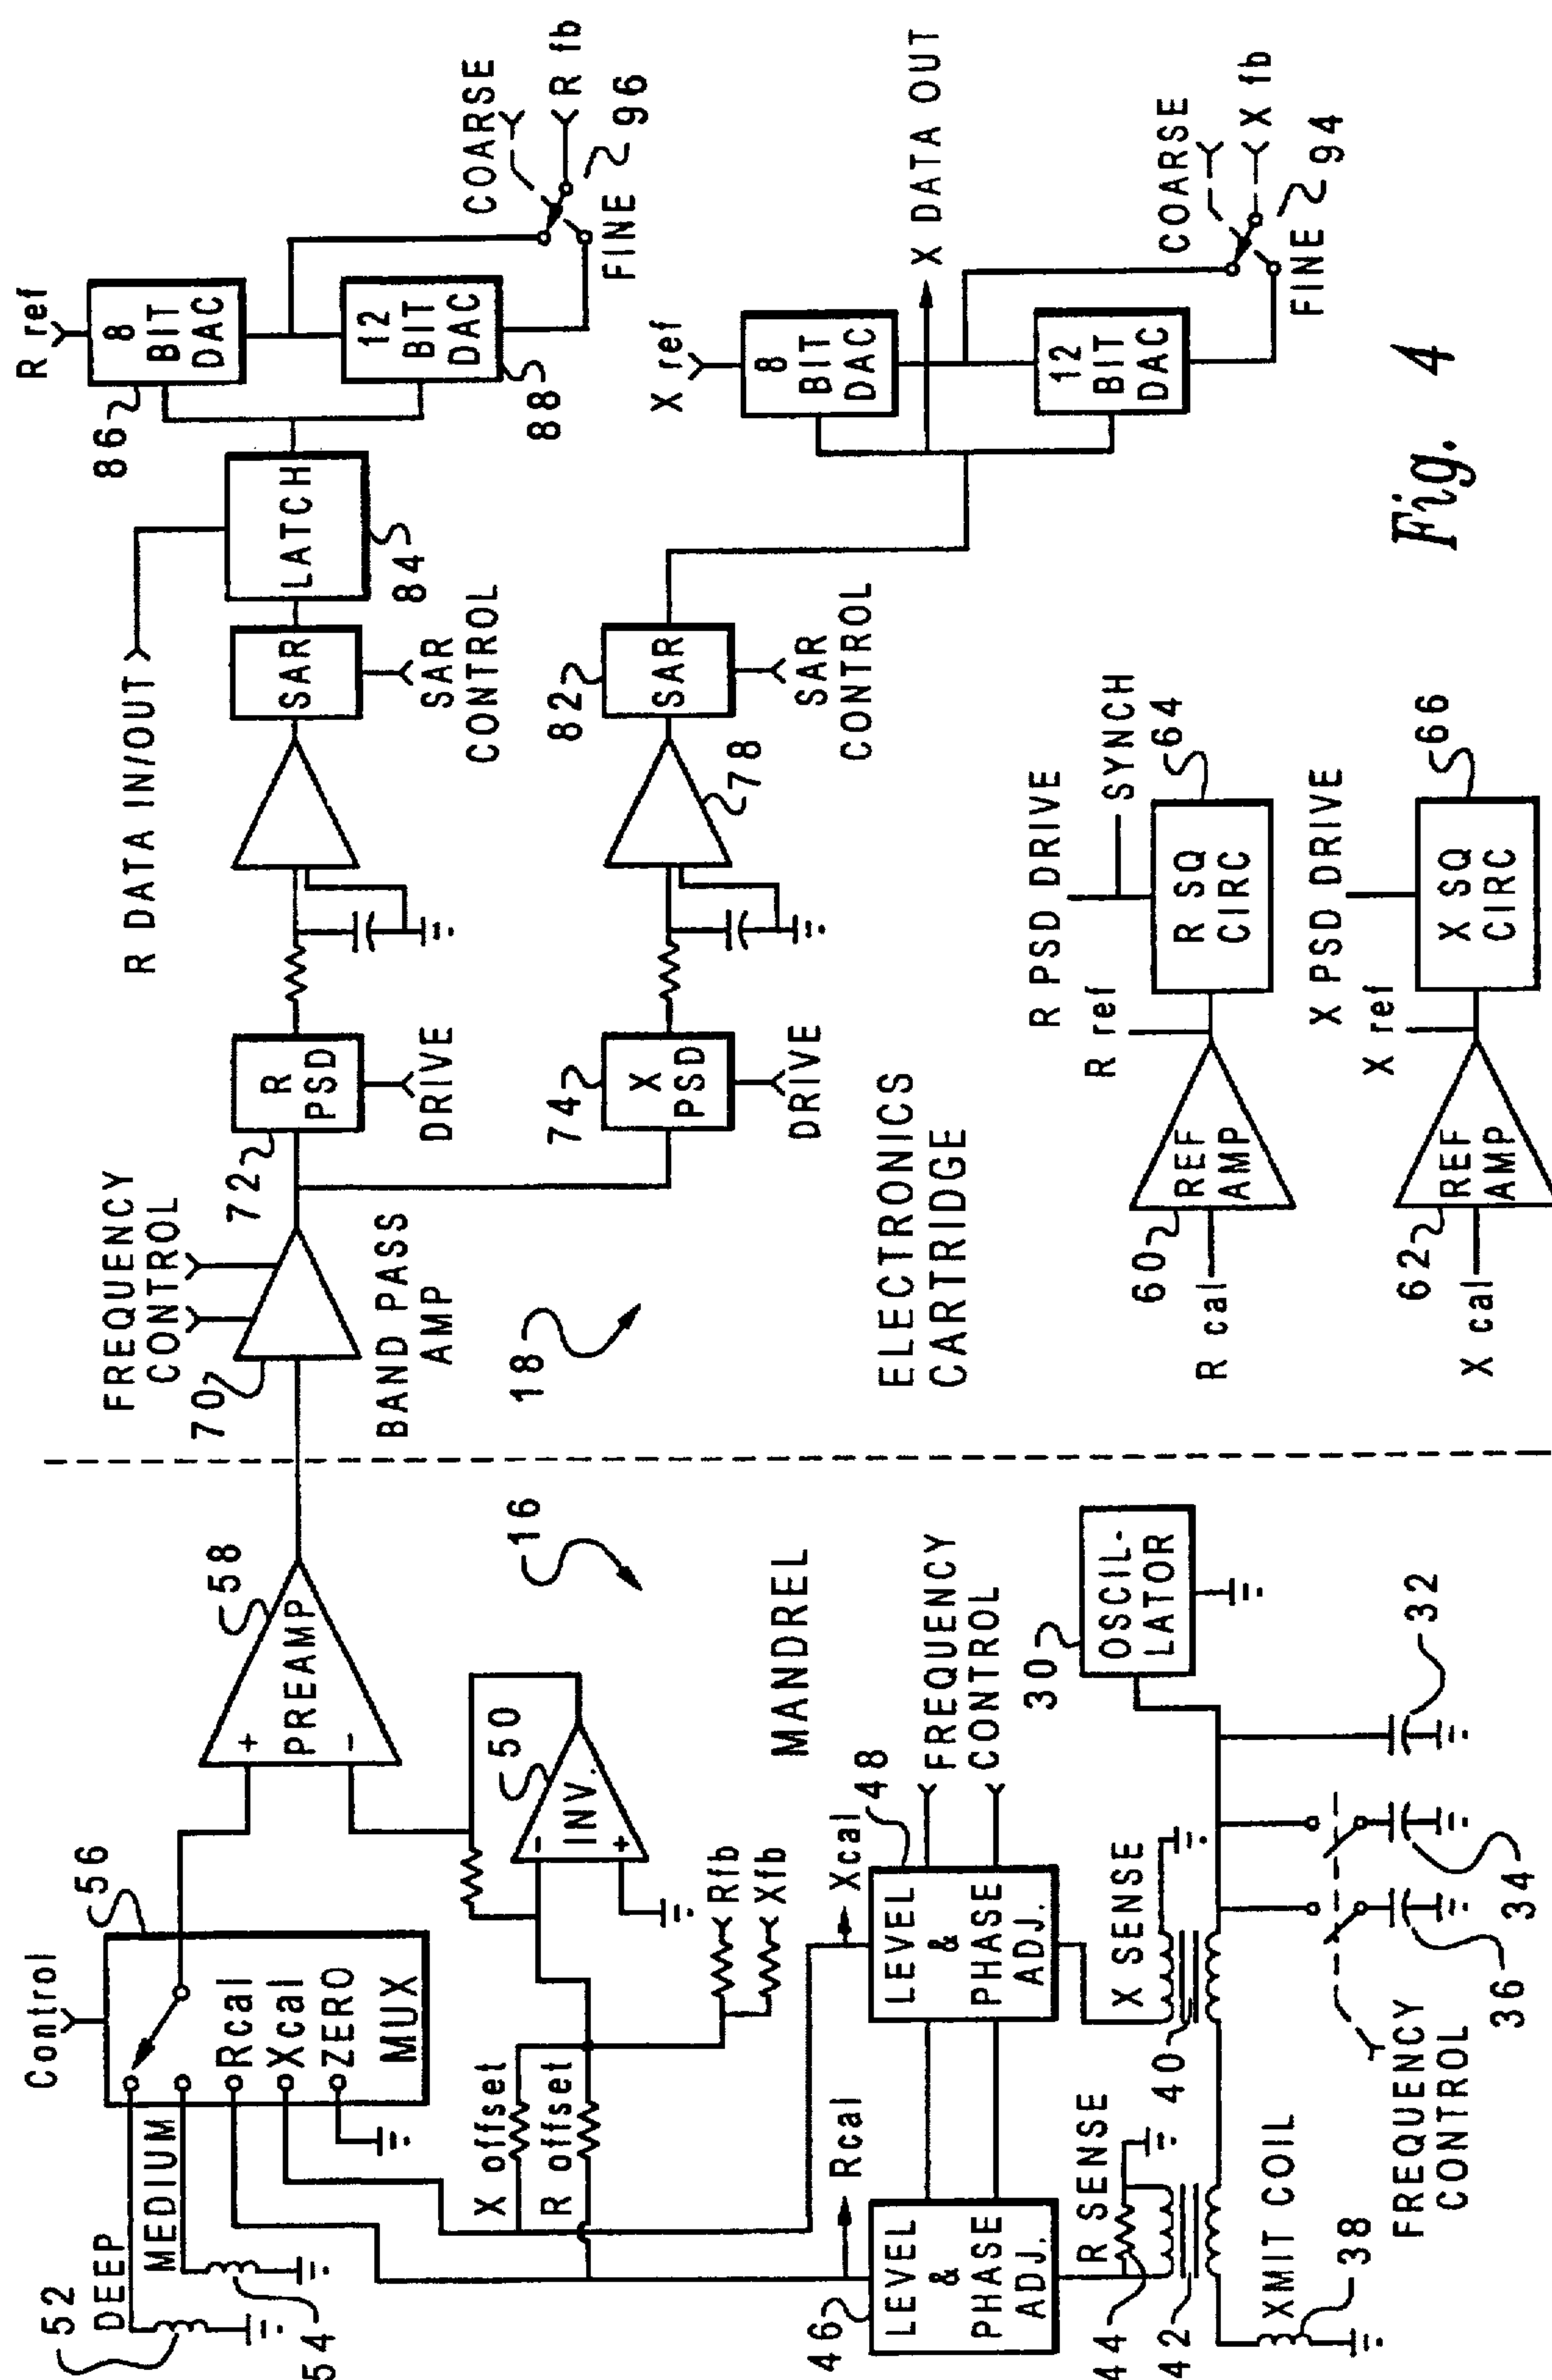 52
DEEP
MEDIUM
54
Control
56
Rcal
Xcal
ZERO
MUX
+
PREAMP
-
58
X offset
R offset
-
INV.
+
50
Rfb
Xfb
16
MANDREL
Rcal
Xcal
46
LEVEL
&
PHASE
ADJ.
48
LEVEL
&
PHASE
ADJ.
FREQUENCY
CONTROL
44
R SENSE
42
X SENSE
40
30
OSCIL-
LATOR
XMIT COIL
38
FREQUENCY
CONTROL
36
34
32
FREQUENCY
CONTROL
70
BAND PASS
AMP
72
R
PSD
DRIVE
74
X
PSD
DRIVE
18
ELECTRONICS
CARTRIDGE
R DATA IN/OUT
SAR
SAR
CONTROL
LATCH
84
78
82
SAR
SAR
CONTROL
R ref
86
8
BIT
DAC
12
BIT
DAC
88
COARSE
R fb
FINE
96
X ref
8
BIT
DAC
12
BIT
DAC
X DATA OUT
COARSE
X fb
FINE
94
R cal
60
REF
AMP
R ref
R PSD DRIVE
SYNCH
R SQ
CIRC
64
X cal
62
REF
AMP
X ref
X PSD DRIVE
X SQ
CIRC
66
Fig. 4